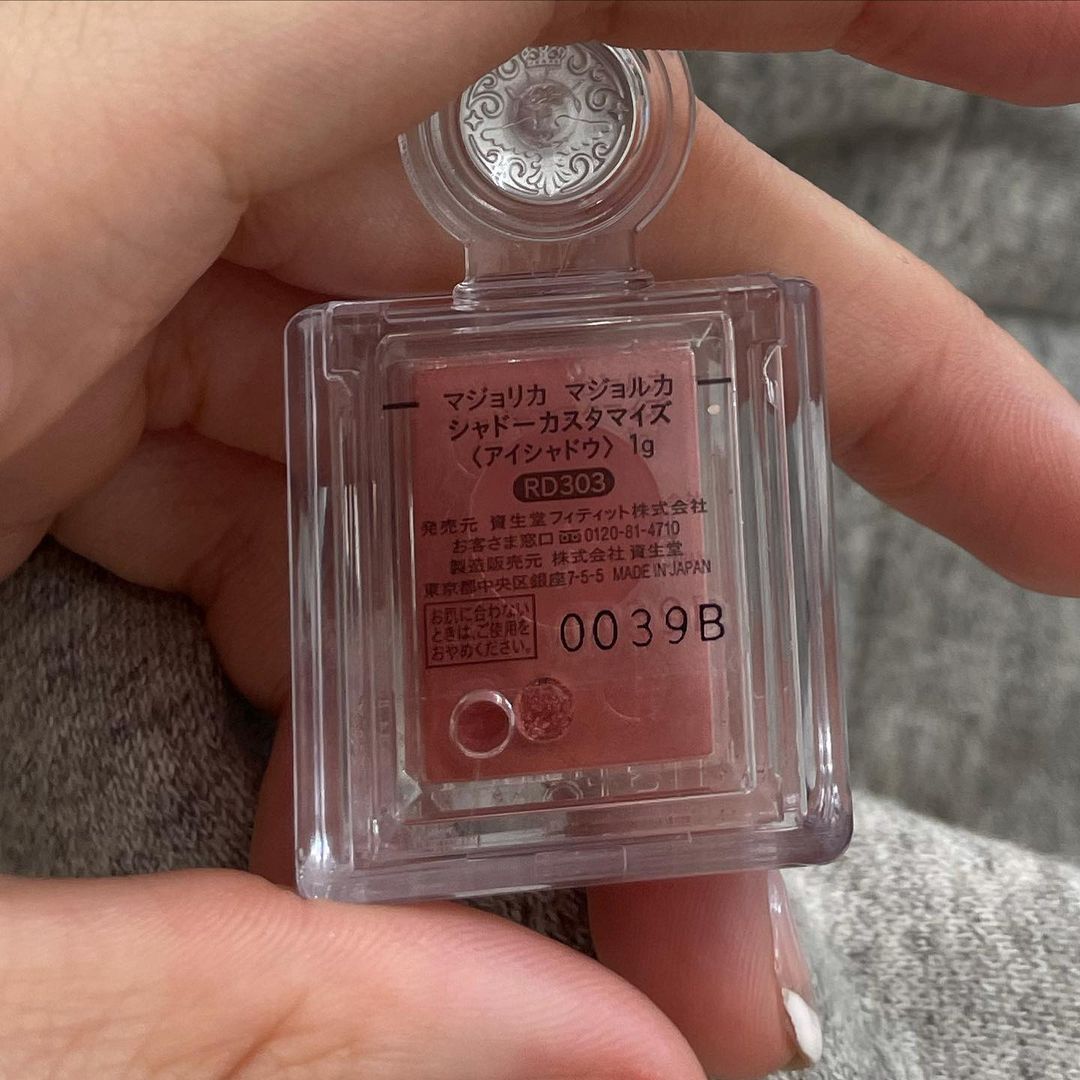 マジョリカ マジョルカ
シャドーカスタマイズ
〈アイシャドウ〉 1g
RD303
発売元 資生堂フィティット株式会社
お客さま窓口 0120-81-4710
製造販売元 株式会社 資生堂
東京都中央区銀座7-5-5 MADE IN JAPAN
お肌に合わない
ときは、ご使用を
おやめください。
0039B